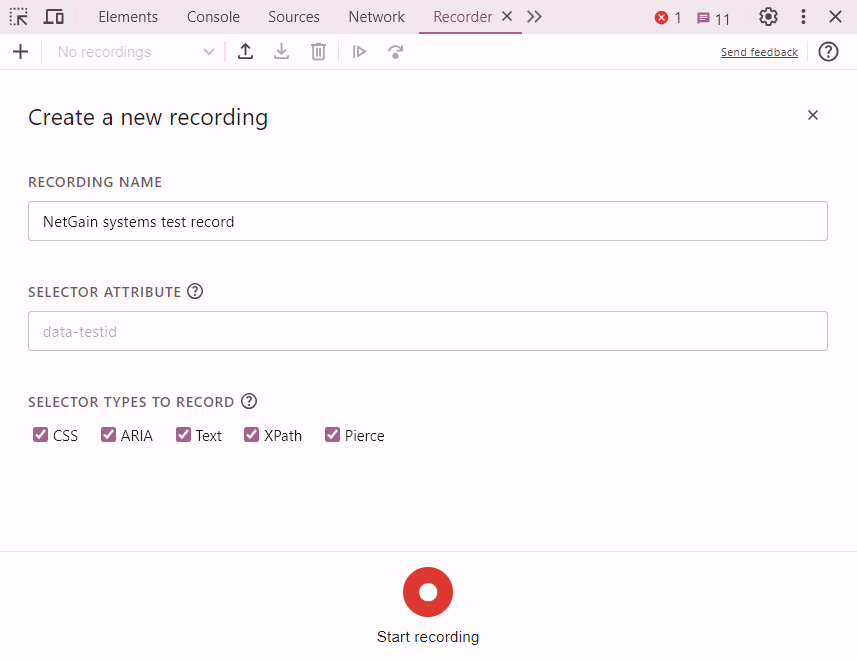 Elements Console Sources Network Recorder 1 11
No recordings Send feedback
Create a new recording
RECORDING NAME
NetGain systems test record
SELECTOR ATTRIBUTE
data-testid
SELECTOR TYPES TO RECORD
CSS ARIA Text XPath Pierce
Start recording